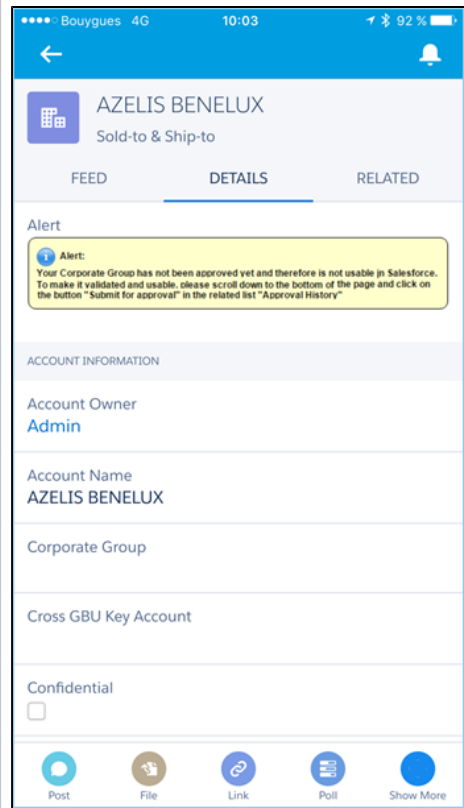 Bouygues 4G 10:03 92 %
AZELIS BENELUX
Sold-to & Ship-to
FEED DETAILS RELATED
Alert
Alert:
Your Corporate Group has not been approved yet and therefore is not usable in Salesforce.
To make it validated and usable, please scroll down to the bottom of the page and click on
the button "Submit for approval" in the related list "Approval History"
ACCOUNT INFORMATION
Account Owner
Admin
Account Name
AZELIS BENELUX
Corporate Group
Cross GBU Key Account
Confidential
Post File Link Poll Show More